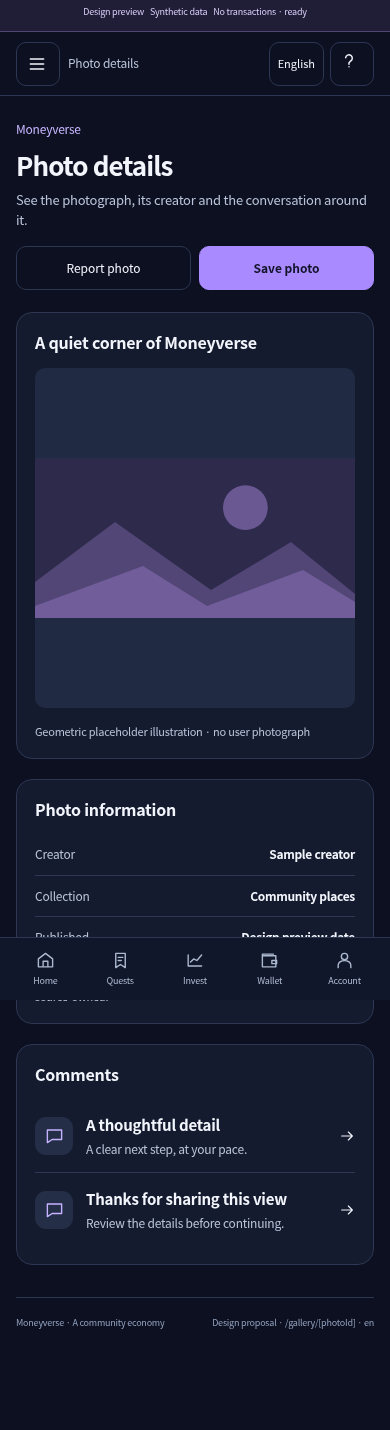 Design preview Synthetic data No transactions · ready
Photo details
English
?
Moneyverse
Photo details
See the photograph, its creator and the conversation around
it.
Report photo
Save photo
A quiet corner of Moneyverse
Geometric placeholder illustration · no user photograph
Photo information
Creator Sample creator
Collection Community places
Published Design preview date
Home
Quests
Invest
Wallet
Account
Comments
A thoughtful detail
A clear next step, at your pace.
Thanks for sharing this view
Review the details before continuing.
Moneyverse · A community economy
Design proposal · /gallery/[photoId] · en